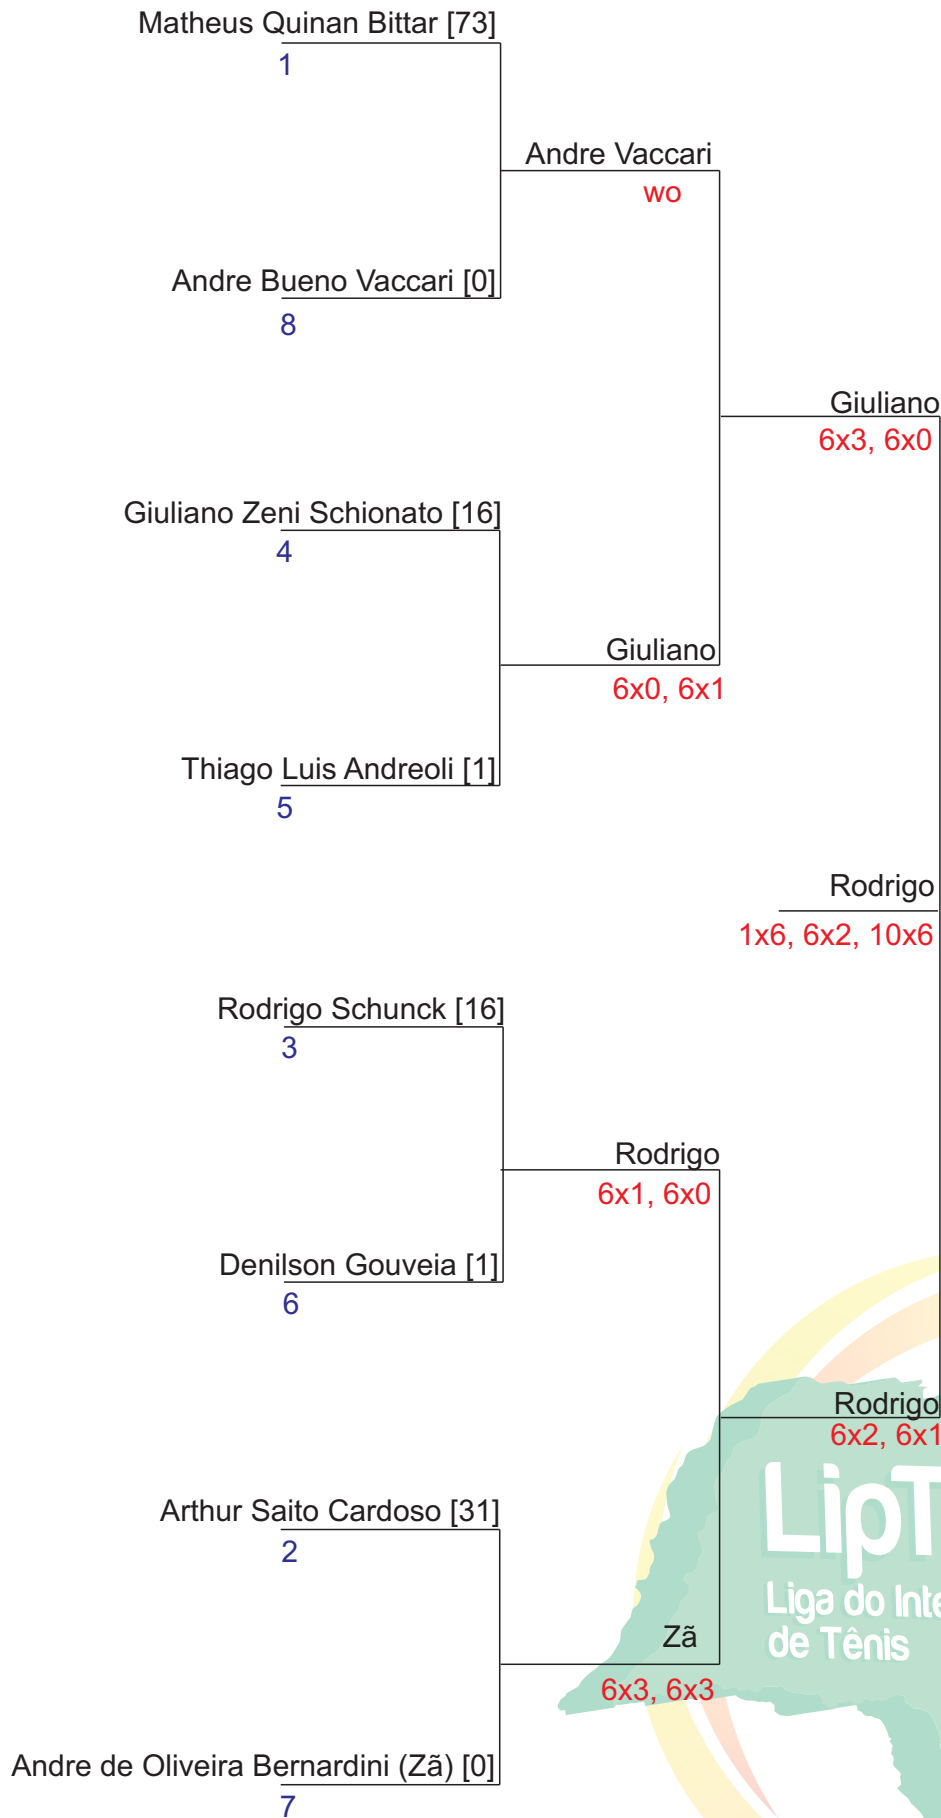 Matheus Quinan Bittar [73]
1
Andre Vaccari
wo
Andre Bueno Vaccari [0]
8
Giuliano
6x3, 6x0
Giuliano Zeni Schionato [16]
4
Giuliano
6x0, 6x1
Thiago Luis Andreoli [1]
5
Rodrigo
1x6, 6x2, 10x6
Rodrigo Schunck [16]
3
Rodrigo
6x1, 6x0
Denilson Gouveia [1]
6
Rodrigo
6x2, 6x1
LipT
Arthur Saito Cardoso [31]
2
Liga do Inte
de Tênis
Zã
6x3, 6x3
Andre de Oliveira Bernardini (Zã) [0]
7